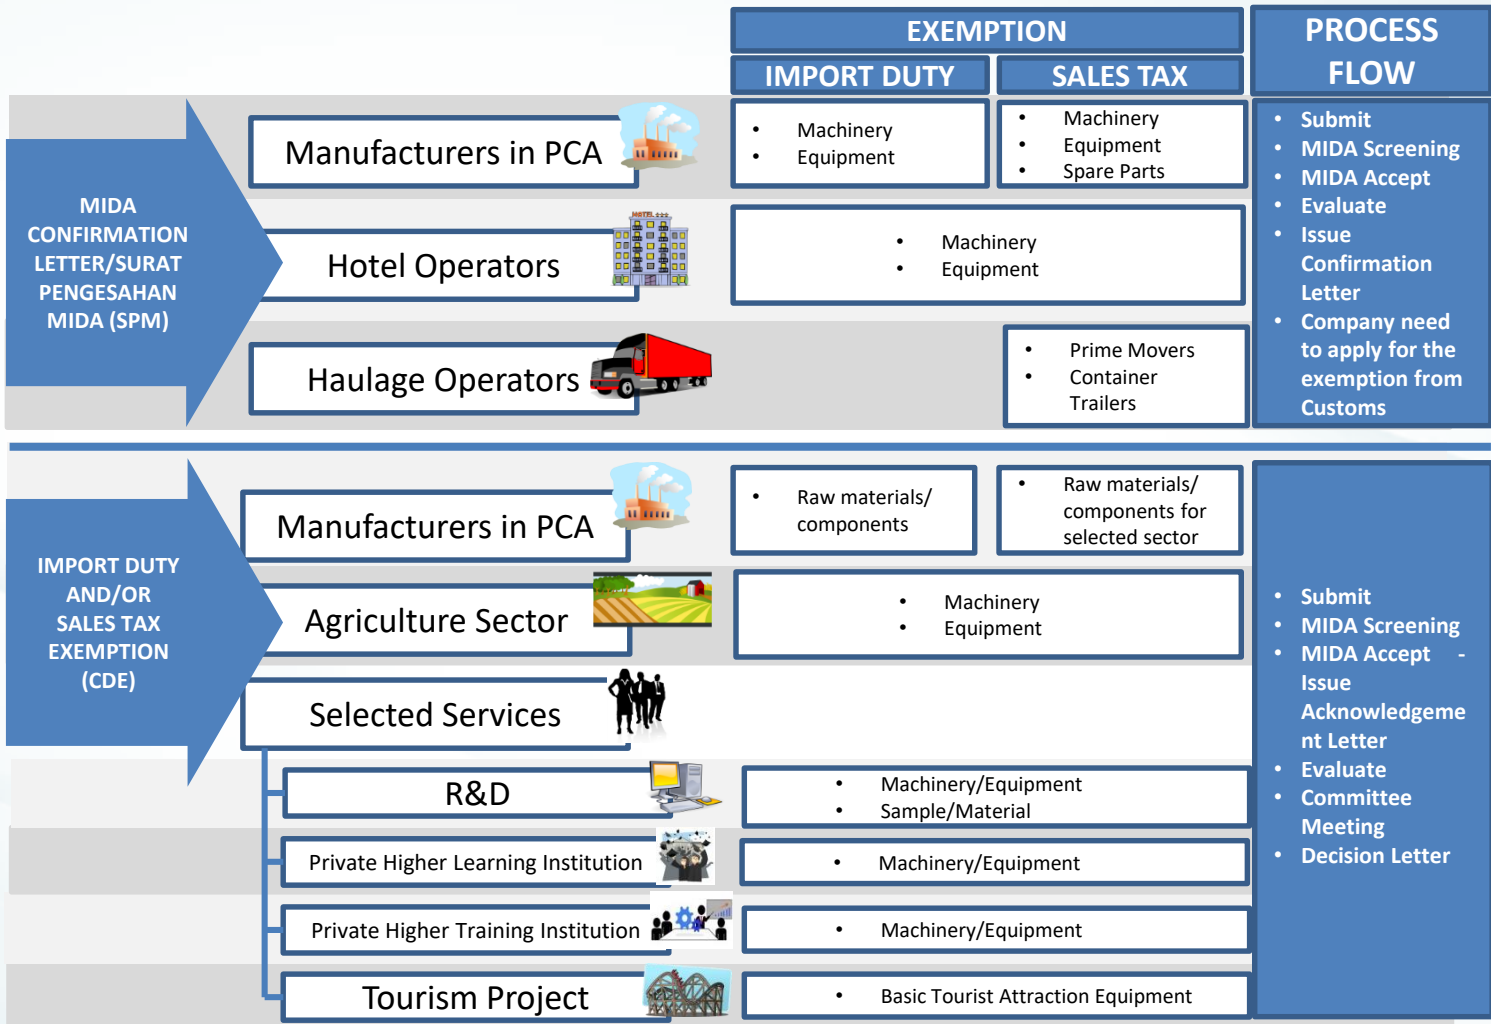 EXEMPTION
PROCESS
FLOW
IMPORT DUTY
SALES TAX
MIDA
CONFIRMATION
LETTER/SURAT
PENGESAHAN
MIDA (SPM)
Manufacturers in PCA
• Machinery
• Equipment
• Machinery
• Equipment
• Spare Parts
Hotel Operators
HOTEL
• Machinery
• Equipment
Haulage Operators
• Prime Movers
• Container
Trailers
• Submit
• MIDA Screening
• MIDA Accept
• Evaluate
• Issue
Confirmation
Letter
• Company need
to apply for the
exemption from
Customs
IMPORT DUTY
AND/OR
SALES TAX
EXEMPTION
(CDE)
Manufacturers in PCA
• Raw materials/
components
• Raw materials/
components for
selected sector
Agriculture Sector
• Machinery
• Equipment
Selected Services
R&D
• Machinery/Equipment
• Sample/Material
Private Higher Learning Institution
• Machinery/Equipment
Private Higher Training Institution
• Machinery/Equipment
Tourism Project
• Basic Tourist Attraction Equipment
• Submit
• MIDA Screening
• MIDA Accept -
Issue
Acknowledgeme
nt Letter
• Evaluate
• Committee
Meeting
• Decision Letter